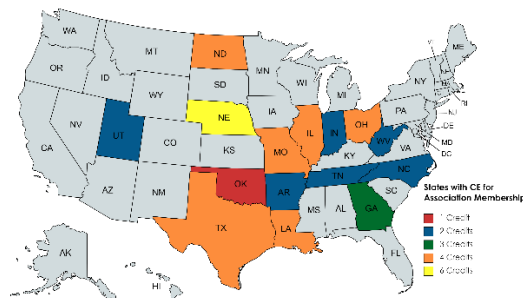 WA
MT
ND
MN
ME
OR
ID
SD
WI
MI
NY
WY
IA
PA
RI
NV
NE
IL
IN
OH
NJ
UT
CO
KS
MO
KY
WV
VA
DE
MD
DC
CA
AZ
NM
OK
AR
TN
NC
SC
MS
AL
GA
TX
LA
FL
AK
HI
States with CE for
Association Membership
1 Credit
2 Credits
3 Credits
4 Credits
6 Credits